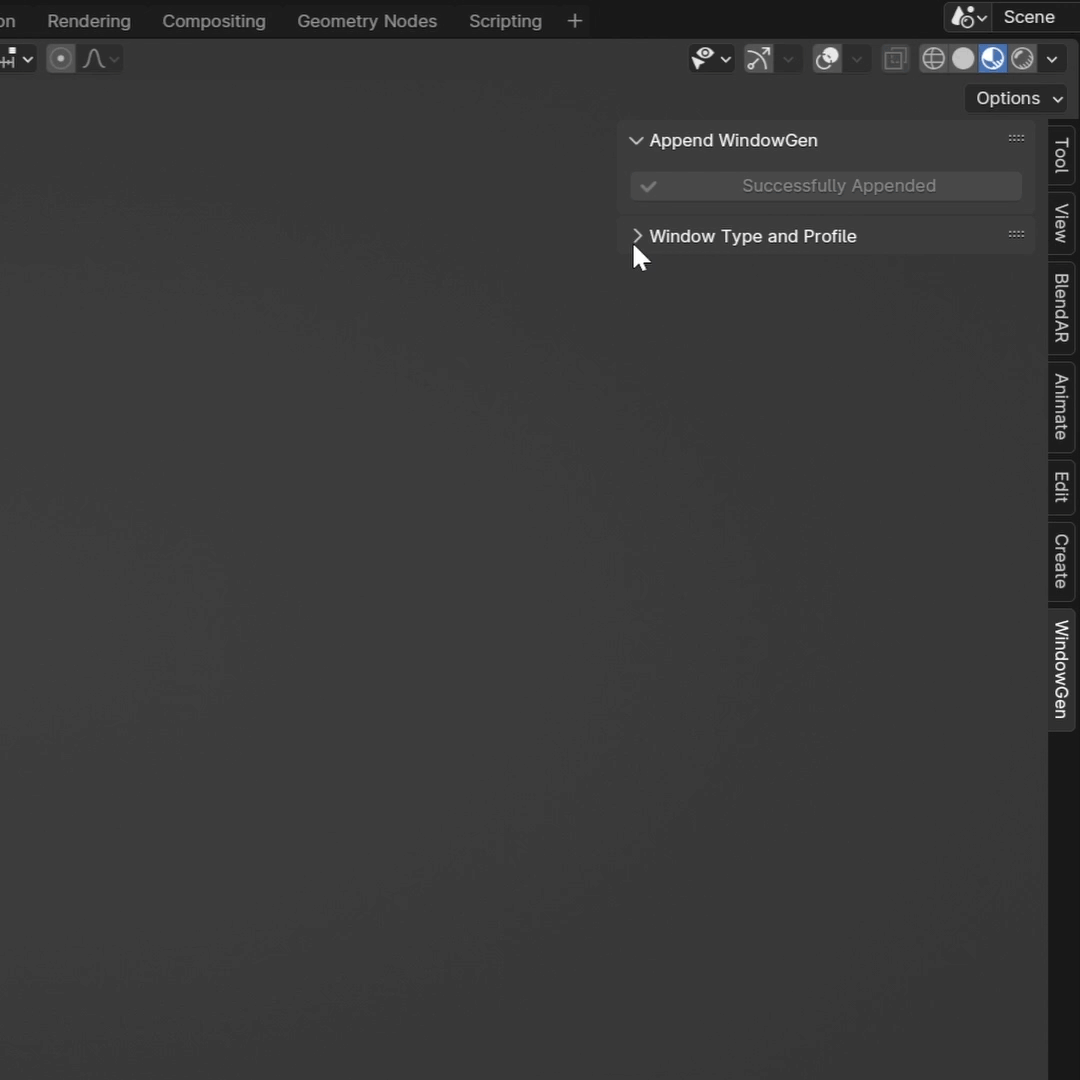 on Rendering Compositing Geometry Nodes Scripting + Scene
Options
Append WindowGen
Successfully Appended
Window Type and Profile
Tool
View
BlendAR
Animate
Edit
Create
WindowGen